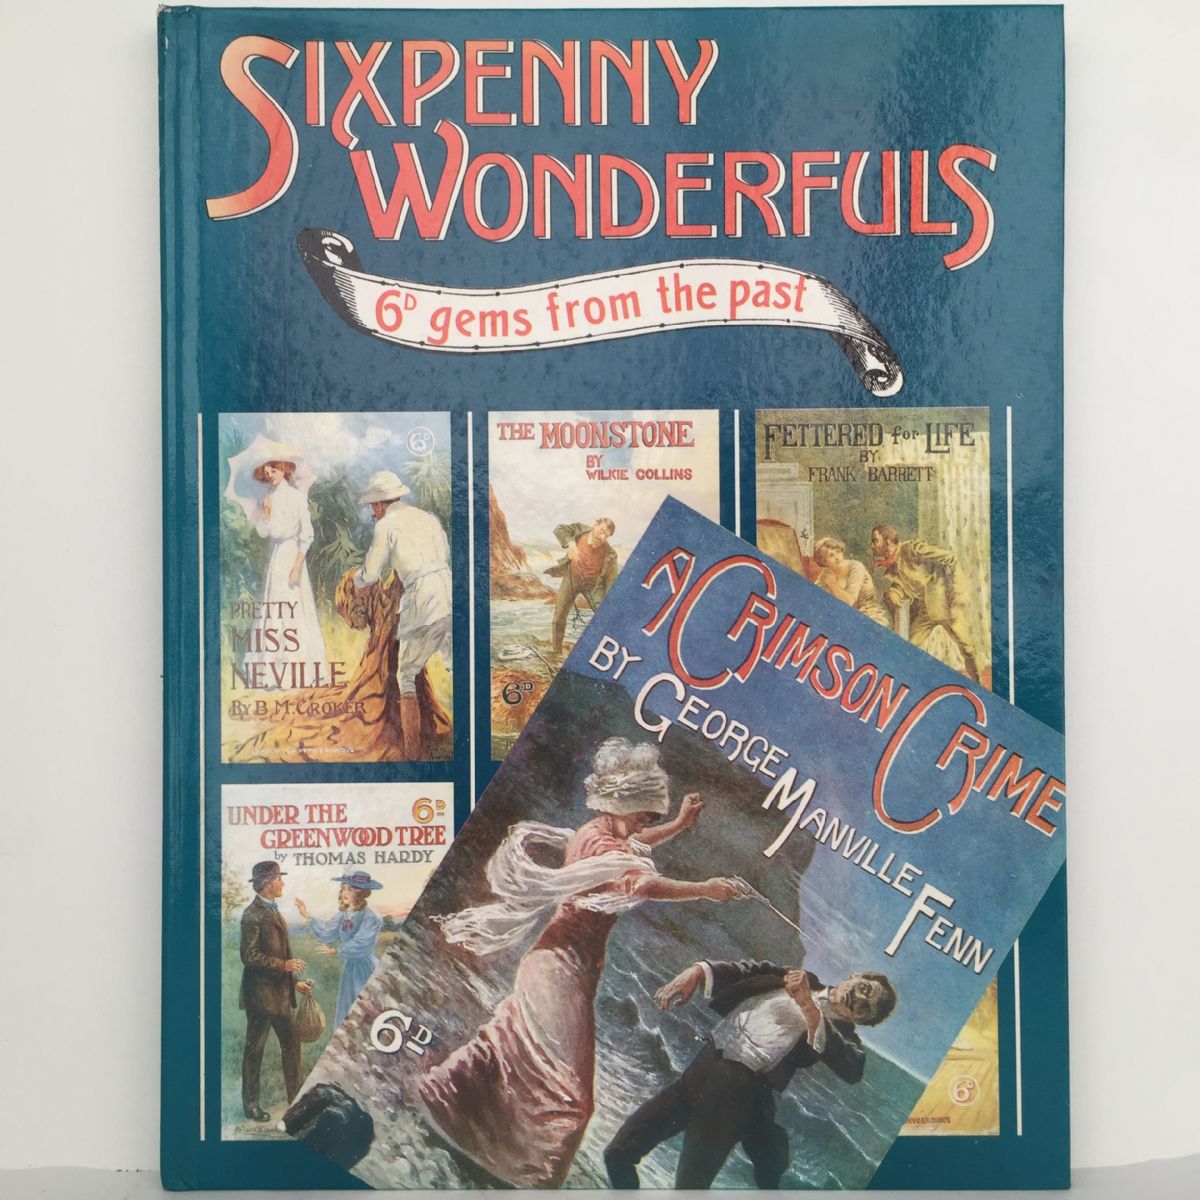 SIXPENNY
WONDERFULS
6D gems from the past
6D
PRETTY
MISS
NEVILLE
BY B. M. CROKER
THE MOONSTONE
BY
WILKIE COLLINS
6D
FETTERED for LIFE
BY
FRANK BARRETT
A CRIMSON CRIME
BY GEORGE MANVILLE FENN
6D
UNDER THE 6D
GREENWOOD TREE
by THOMAS HARDY
6D